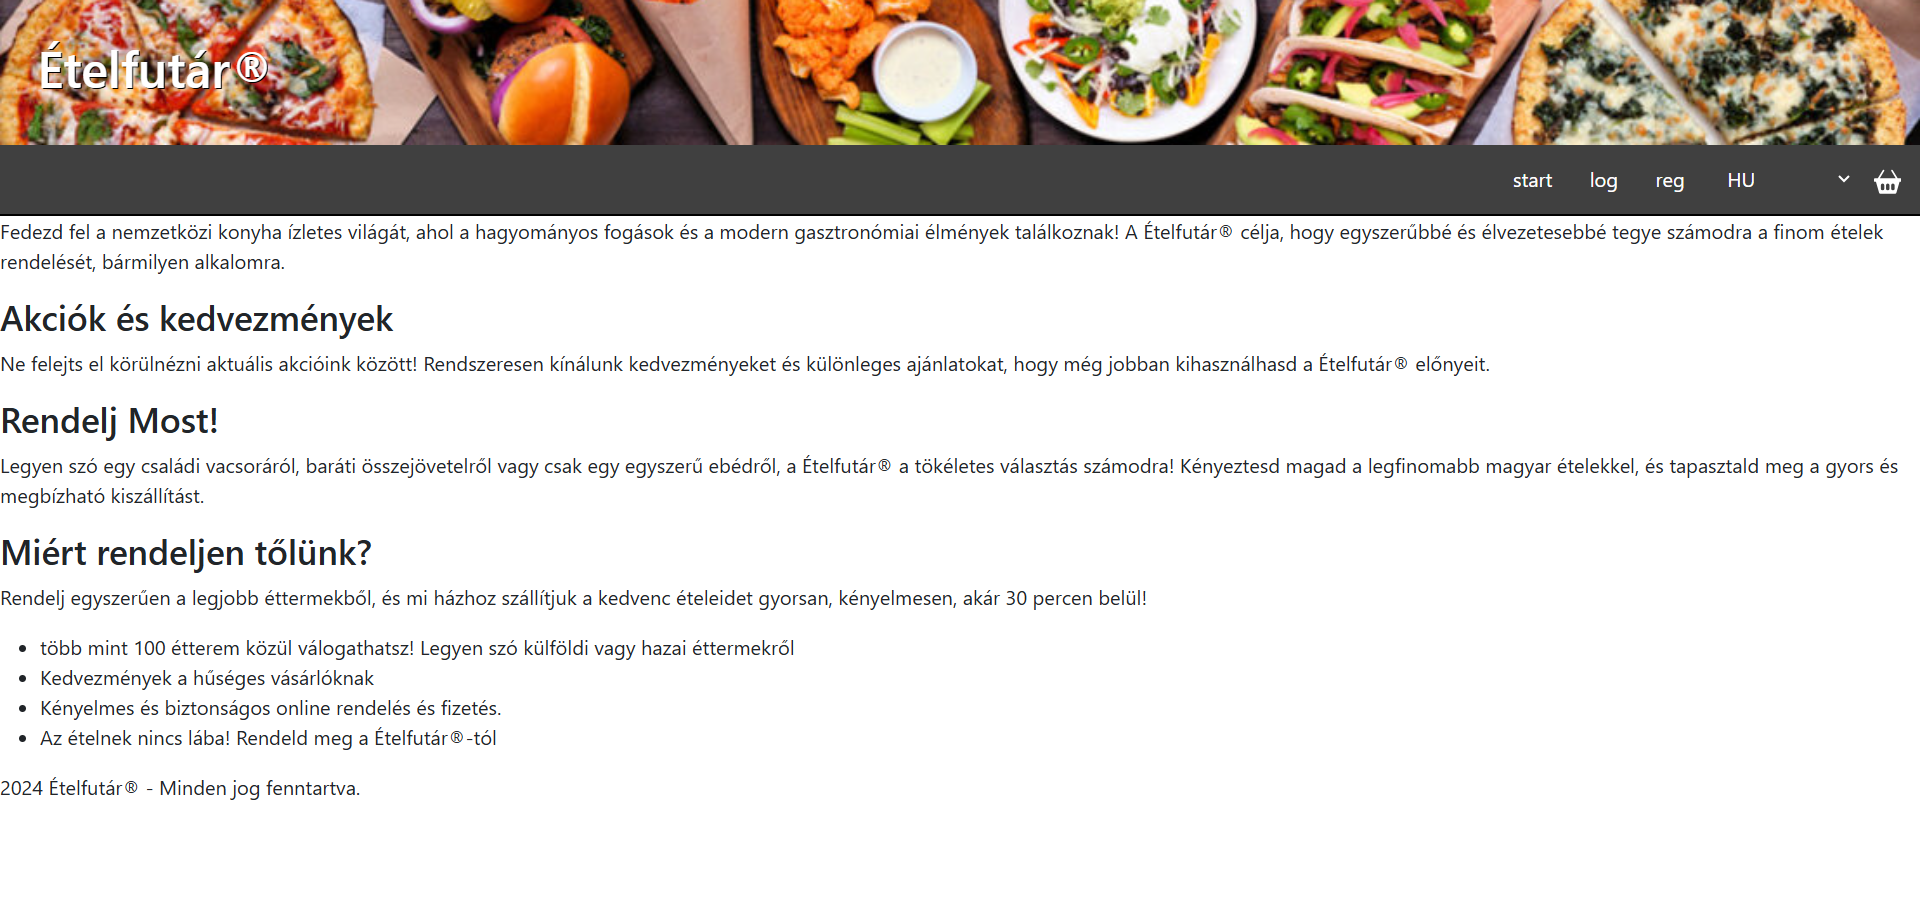 Ételfutár®
start log reg HU
Fedezd fel a nemzetközi konyha ízletes világát, ahol a hagyományos fogások és a modern gasztronómiai élmények találkoznak! A Ételfutár® célja, hogy egyszerűbbé és élvezetesebbé tegye számodra a finom ételek
rendelését, bármilyen alkalomra.
Akciók és kedvezmények
Ne felejts el körülnézni aktuális akcióink között! Rendszeresen kínálunk kedvezményeket és különleges ajánlatokat, hogy még jobban kihasználhasd a Ételfutár® előnyeit.
Rendelj Most!
Legyen szó egy családi vacsoráról, baráti összejövetelről vagy csak egy egyszerű ebédről, a Ételfutár® a tökéletes választás számodra! Kényeztesd magad a legfinomabb magyar ételekkel, és tapasztald meg a gyors és
megbízható kiszállítást.
Miért rendeljen tőlünk?
Rendelj egyszerűen a legjobb éttermekből, és mi házhoz szállítjuk a kedvenc ételeidet gyorsan, kényelmesen, akár 30 percen belül!
• több mint 100 étterem közül válogathatsz! Legyen szó külföldi vagy hazai éttermekről
• Kedvezmények a hűséges vásárlóknak
• Kényelmes és biztonságos online rendelés és fizetés.
• Az ételnek nincs lába! Rendeld meg a Ételfutár®-tól
2024 Ételfutár® - Minden jog fenntartva.